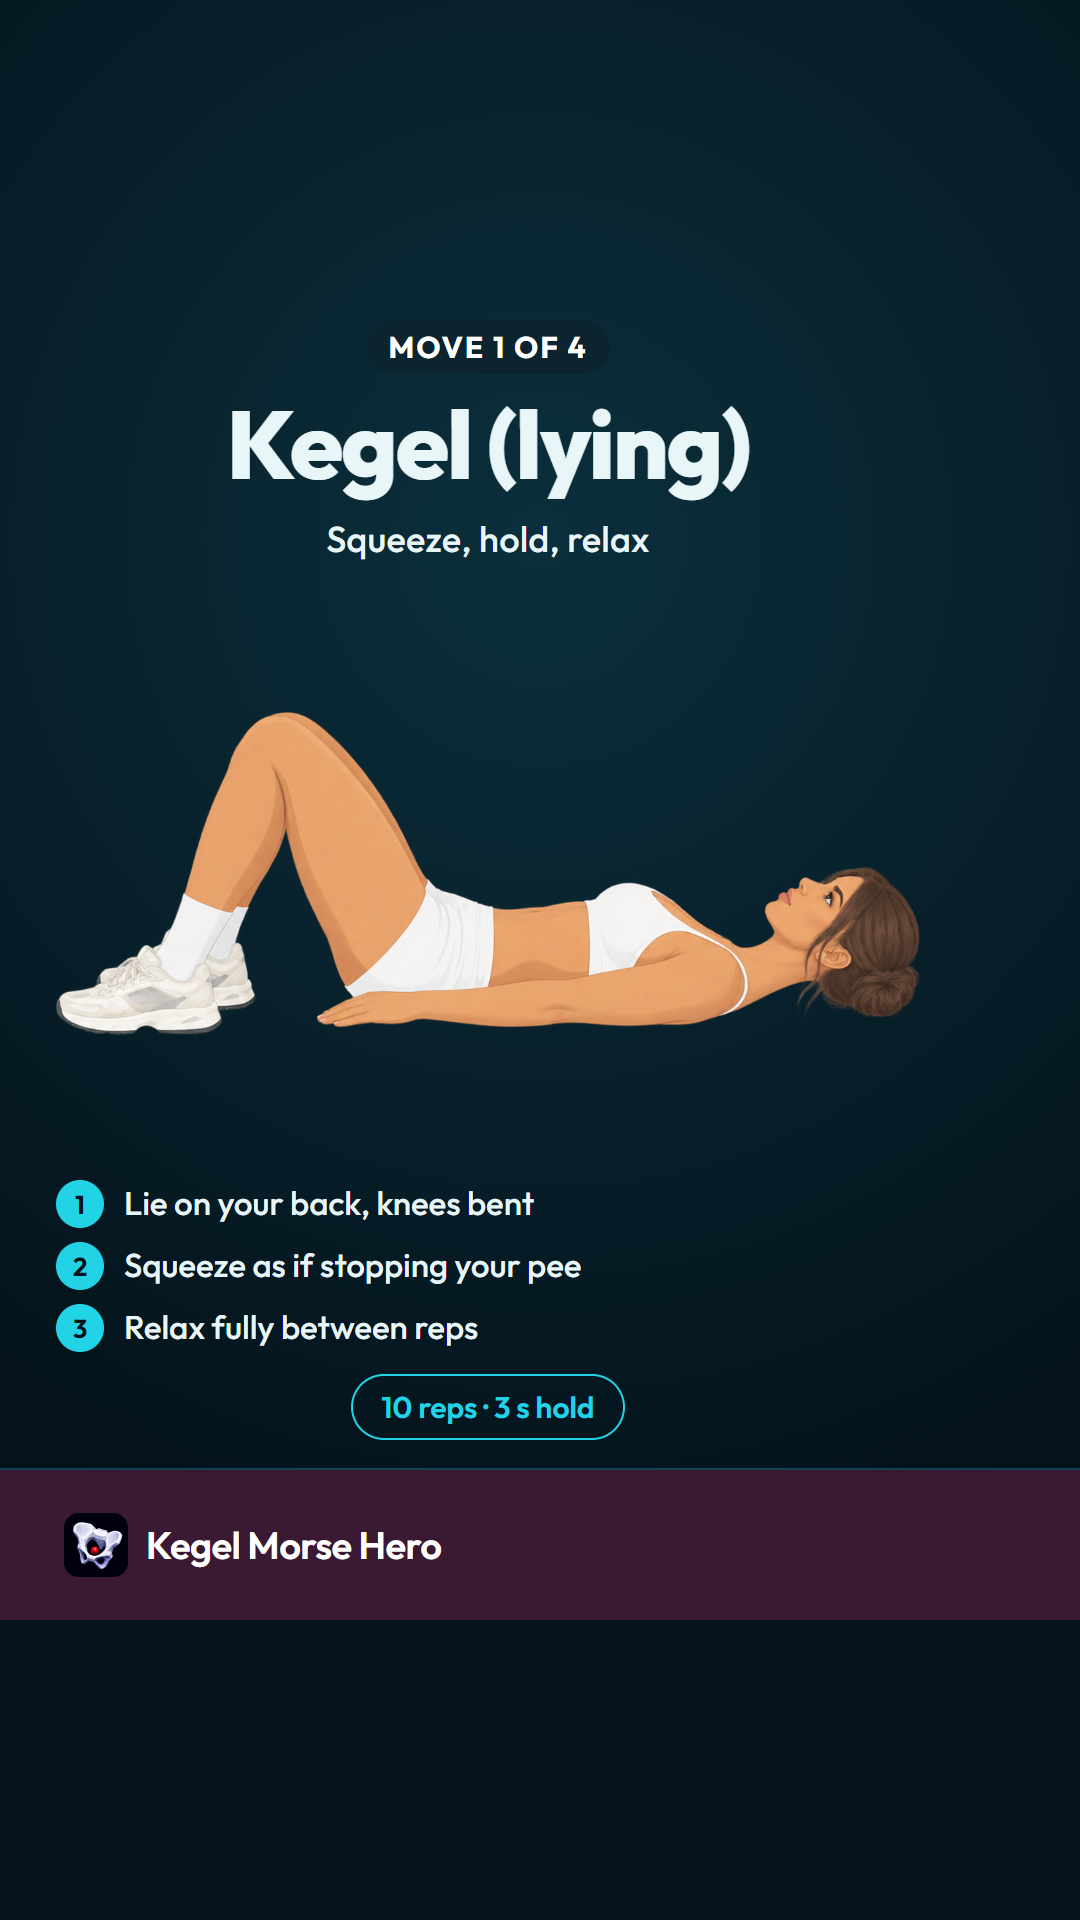 MOVE 1 OF 4
Kegel (lying)
Squeeze, hold, relax
1 Lie on your back, knees bent
2 Squeeze as if stopping your pee
3 Relax fully between reps
10 reps · 3 s hold
Kegel Morse Hero